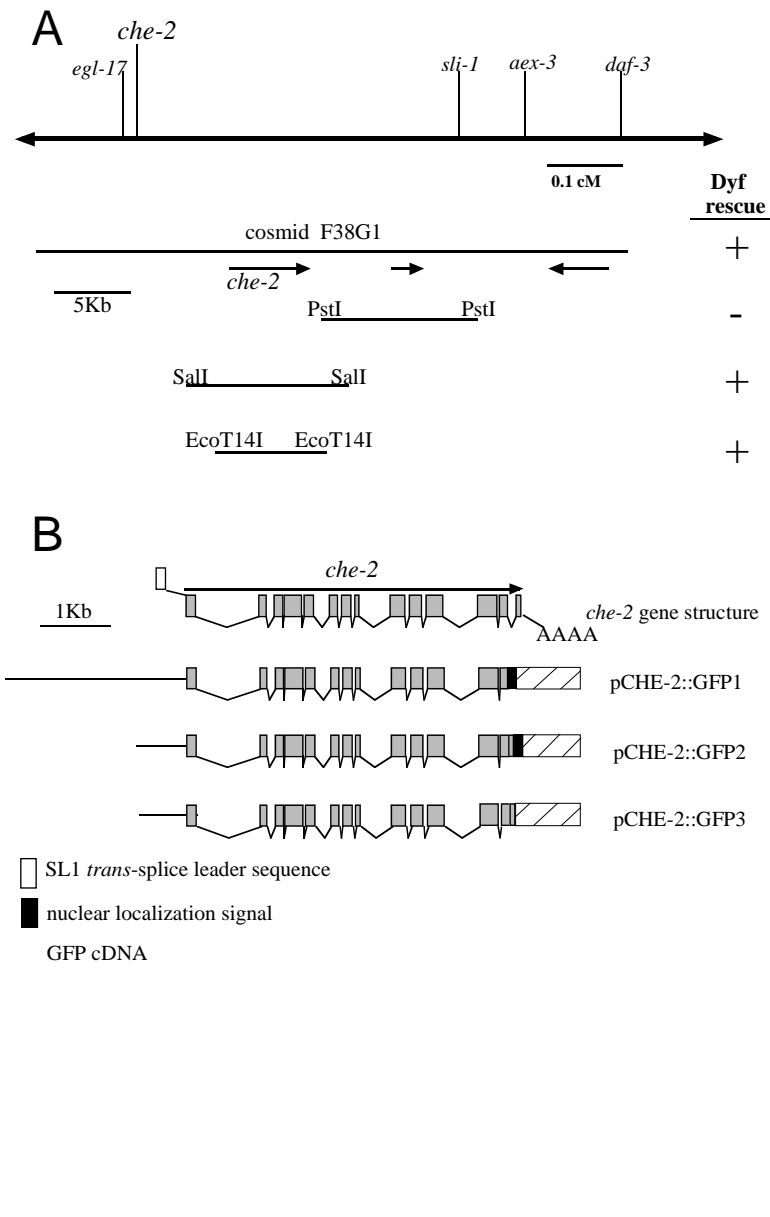 A
che-2
egl-17
sli-1
aex-3
daf-3
0.1 cM
Dyf
rescue
cosmid F38G1
+
che-2
5Kb
PstI
PstI
-
SalI
SalI
+
EcoT14I
EcoT14I
+
B
che-2
1Kb
che-2 gene structure
AAAA
pCHE-2::GFP1
pCHE-2::GFP2
pCHE-2::GFP3
SL1 trans-splice leader sequence
nuclear localization signal
GFP cDNA